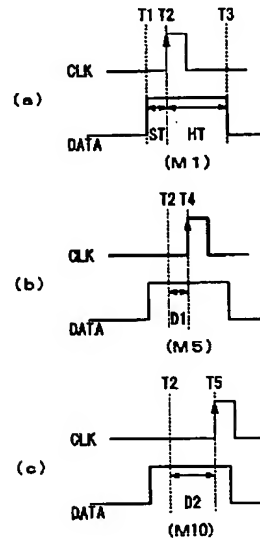 T1 T2 T3
CLK
(a)
ST HT
DATA
(M1)
T2 T4
CLK
(b)
D1
DATA
(M5)
T2 T5
CLK
(c)
D2
DATA
(M10)